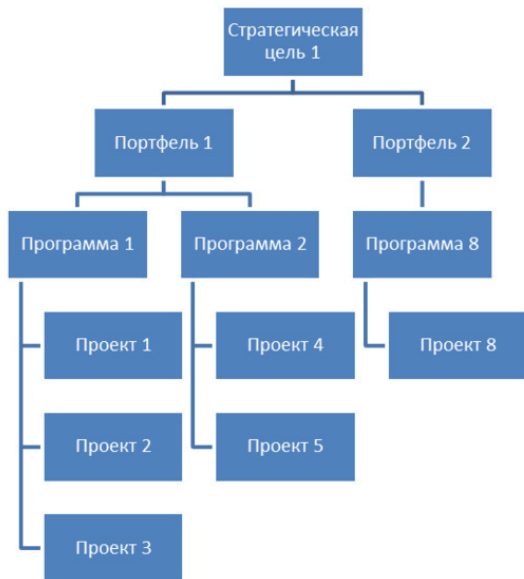 Стратегическая
цель 1
Портфель 1
Портфель 2
Программа 1
Программа 2
Программа 8
Проект 1
Проект 4
Проект 8
Проект 2
Проект 5
Проект 3